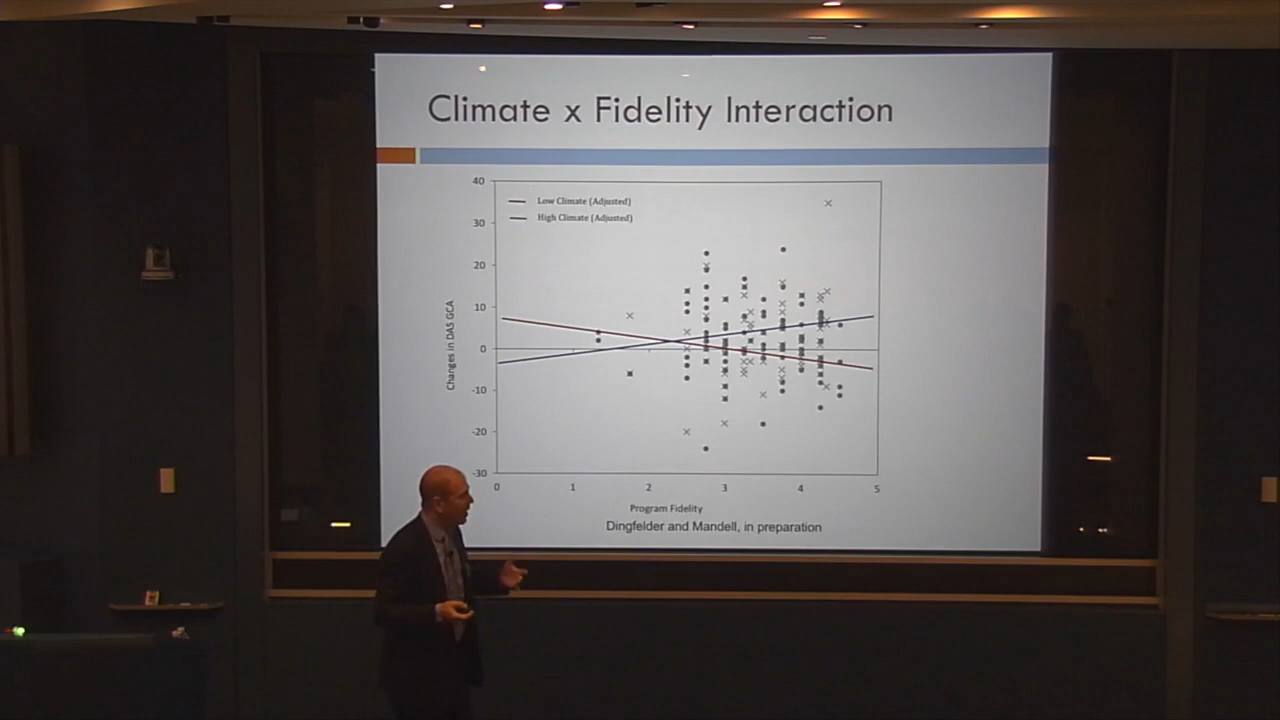 Climate x Fidelity Interaction
40
Low Climate (Adjusted)
High Climate (Adjusted)
30
20
10
0
-10
-20
-30
Changes in DAS GCA
0 1 2 3 4 5
Program Fidelity
Dingfelder and Mandell, in preparation